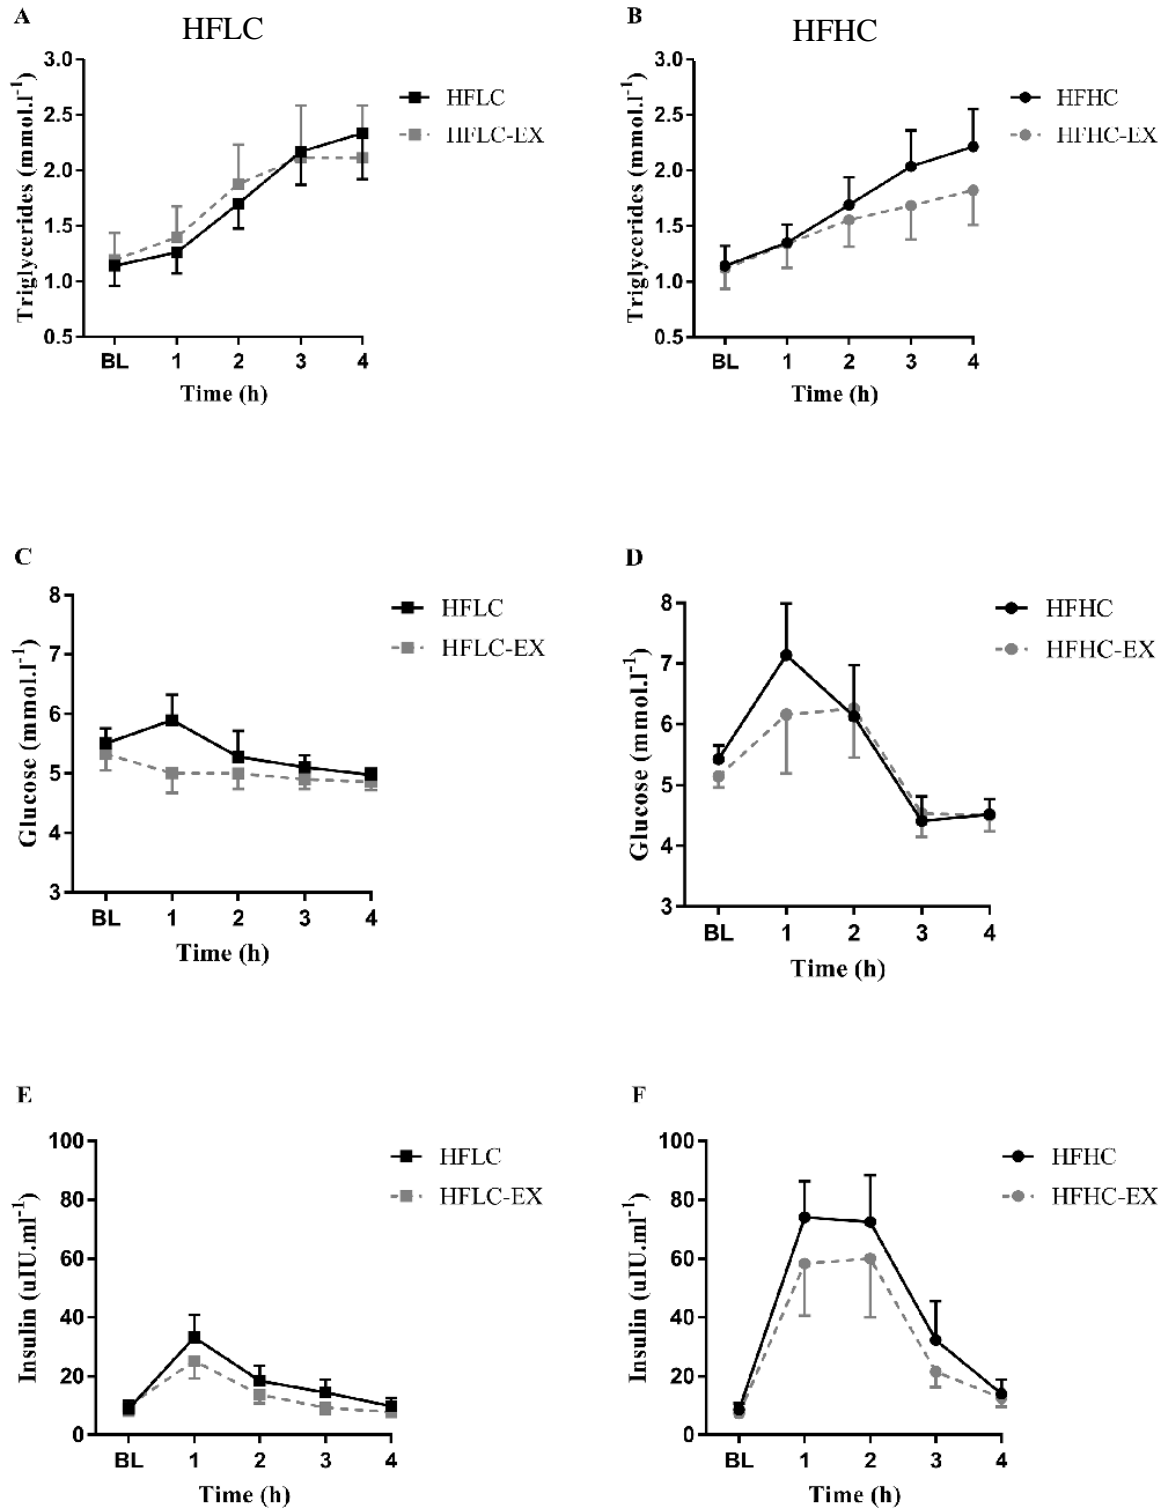 A
HFLC
Triglycerides (mmol.l⁻¹)
3.0
2.5
2.0
1.5
1.0
0.5
BL 1 2 3 4
Time (h)
HFLC
HFLC-EX
B
HFHC
Triglycerides (mmol.l⁻¹)
3.0
2.5
2.0
1.5
1.0
0.5
BL 1 2 3 4
Time (h)
HFHC
HFHC-EX
C
Glucose (mmol.l⁻¹)
8
7
6
5
4
3
BL 1 2 3 4
Time (h)
HFLC
HFLC-EX
D
Glucose (mmol.l⁻¹)
8
7
6
5
4
3
BL 1 2 3 4
Time (h)
HFHC
HFHC-EX
E
Insulin (uIU.ml⁻¹)
100
80
60
40
20
0
BL 1 2 3 4
Time (h)
HFLC
HFLC-EX
F
Insulin (uIU.ml⁻¹)
100
80
60
40
20
0
BL 1 2 3 4
Time (h)
HFHC
HFHC-EX